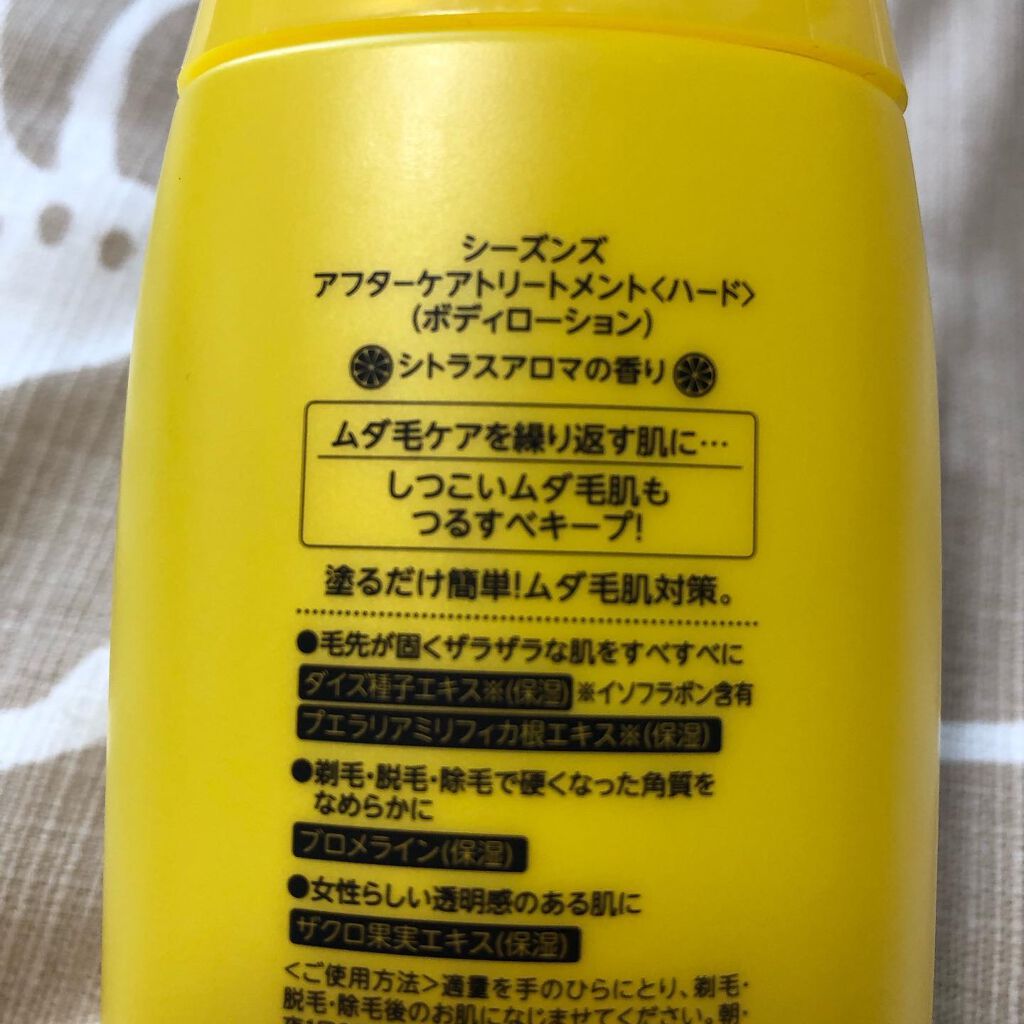 シーズンズ
アフターケアトリートメント〈ハード〉
(ボディローション)
シトラスアロマの香り
ムダ毛ケアを繰り返す肌に…
しつこいムダ毛肌も
つるすべキープ!
塗るだけ簡単!ムダ毛肌対策。
●毛先が固くザラザラな肌をすべすべに
ダイズ種子エキス※(保湿) ※イソフラボン含有
プエラリアミリフィカ根エキス※(保湿)
●剃毛・脱毛・除毛で硬くなった角質を
なめらかに
ブロメライン(保湿)
●女性らしい透明感のある肌に
ザクロ果実エキス(保湿)
<ご使用方法>適量を手のひらにとり、剃毛・
脱毛・除毛後のお肌になじませてください。朝・